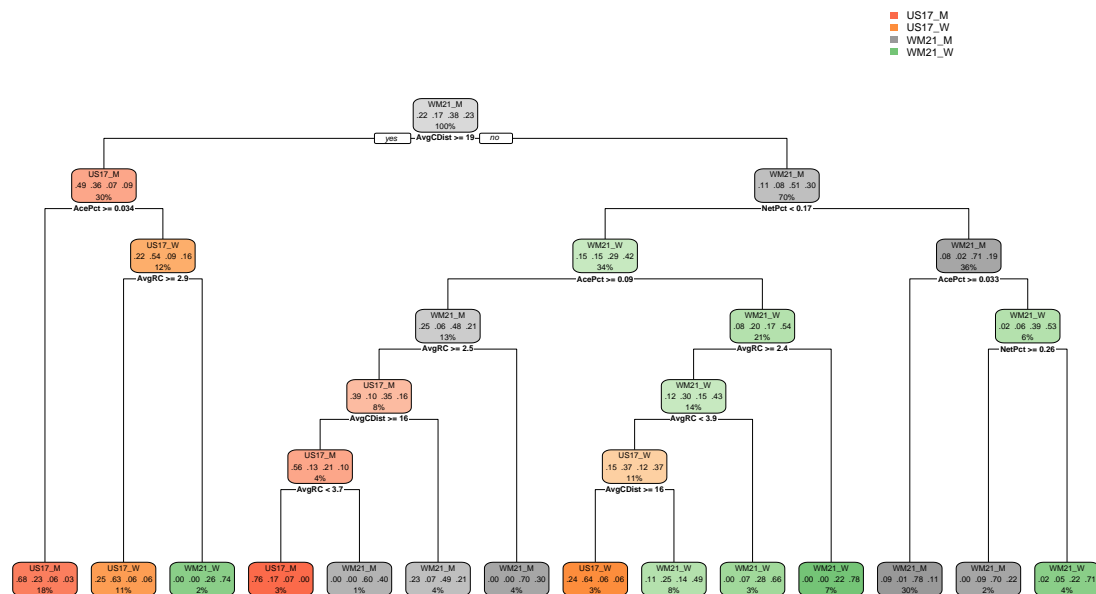 US17_M
US17_W
WM21_M
WM21_W
WM21_M
.22 .17 .38 .23
100%
yes AvgCDist >= 19 no
US17_M
.49 .36 .07 .09
30%
AcePct >= 0.034
WM21_M
.11 .08 .51 .30
70%
NetPct < 0.17
US17_W
.22 .54 .09 .16
12%
AvgRC >= 2.9
WM21_W
.15 .15 .29 .42
34%
AcePct >= 0.09
WM21_M
.08 .02 .71 .19
36%
AcePct >= 0.033
WM21_M
.25 .06 .48 .21
13%
AvgRC >= 2.5
WM21_W
.08 .20 .17 .54
21%
AvgRC >= 2.4
WM21_W
.02 .06 .39 .53
6%
NetPct >= 0.26
US17_M
.39 .10 .35 .16
8%
AvgCDist >= 16
WM21_W
.12 .30 .15 .43
14%
AvgRC < 3.9
US17_M
.56 .13 .21 .10
4%
AvgRC < 3.7
US17_W
.15 .37 .12 .37
11%
AvgCDist >= 16
US17_M
.68 .23 .06 .03
18%
US17_W
.25 .63 .06 .06
11%
WM21_W
.00 .00 .26 .74
2%
US17_M
.76 .17 .07 .00
3%
WM21_M
.00 .00 .60 .40
1%
WM21_M
.23 .07 .49 .21
4%
WM21_M
.00 .00 .70 .30
4%
US17_W
.24 .64 .06 .06
3%
WM21_W
.11 .25 .14 .49
8%
WM21_W
.00 .07 .28 .66
3%
WM21_W
.00 .00 .22 .78
7%
WM21_M
.09 .01 .78 .11
30%
WM21_M
.00 .09 .70 .22
2%
WM21_W
.02 .05 .22 .71
4%